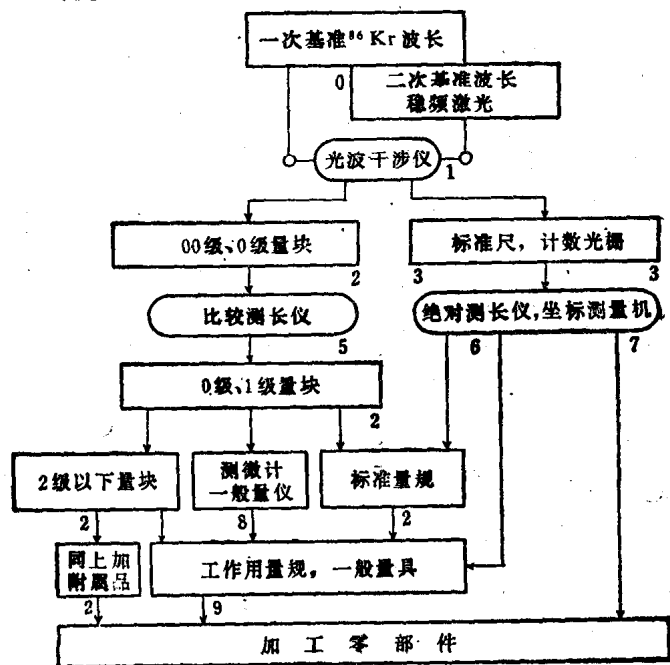 一次基准⁸⁶Kr波长
0
二次基准波长
稳频激光
光波干涉仪
1
00级、0级量块
2
标准尺，计数光栅
3
3
比较测长仪
5
绝对测长仪，坐标测量机
6
7
0级、1级量块
2
2级以下量块
2
测微计
一般量仪
8
标准量规
2
同上加
附属品
2
工作用量规，一般量具
9
加工零部件